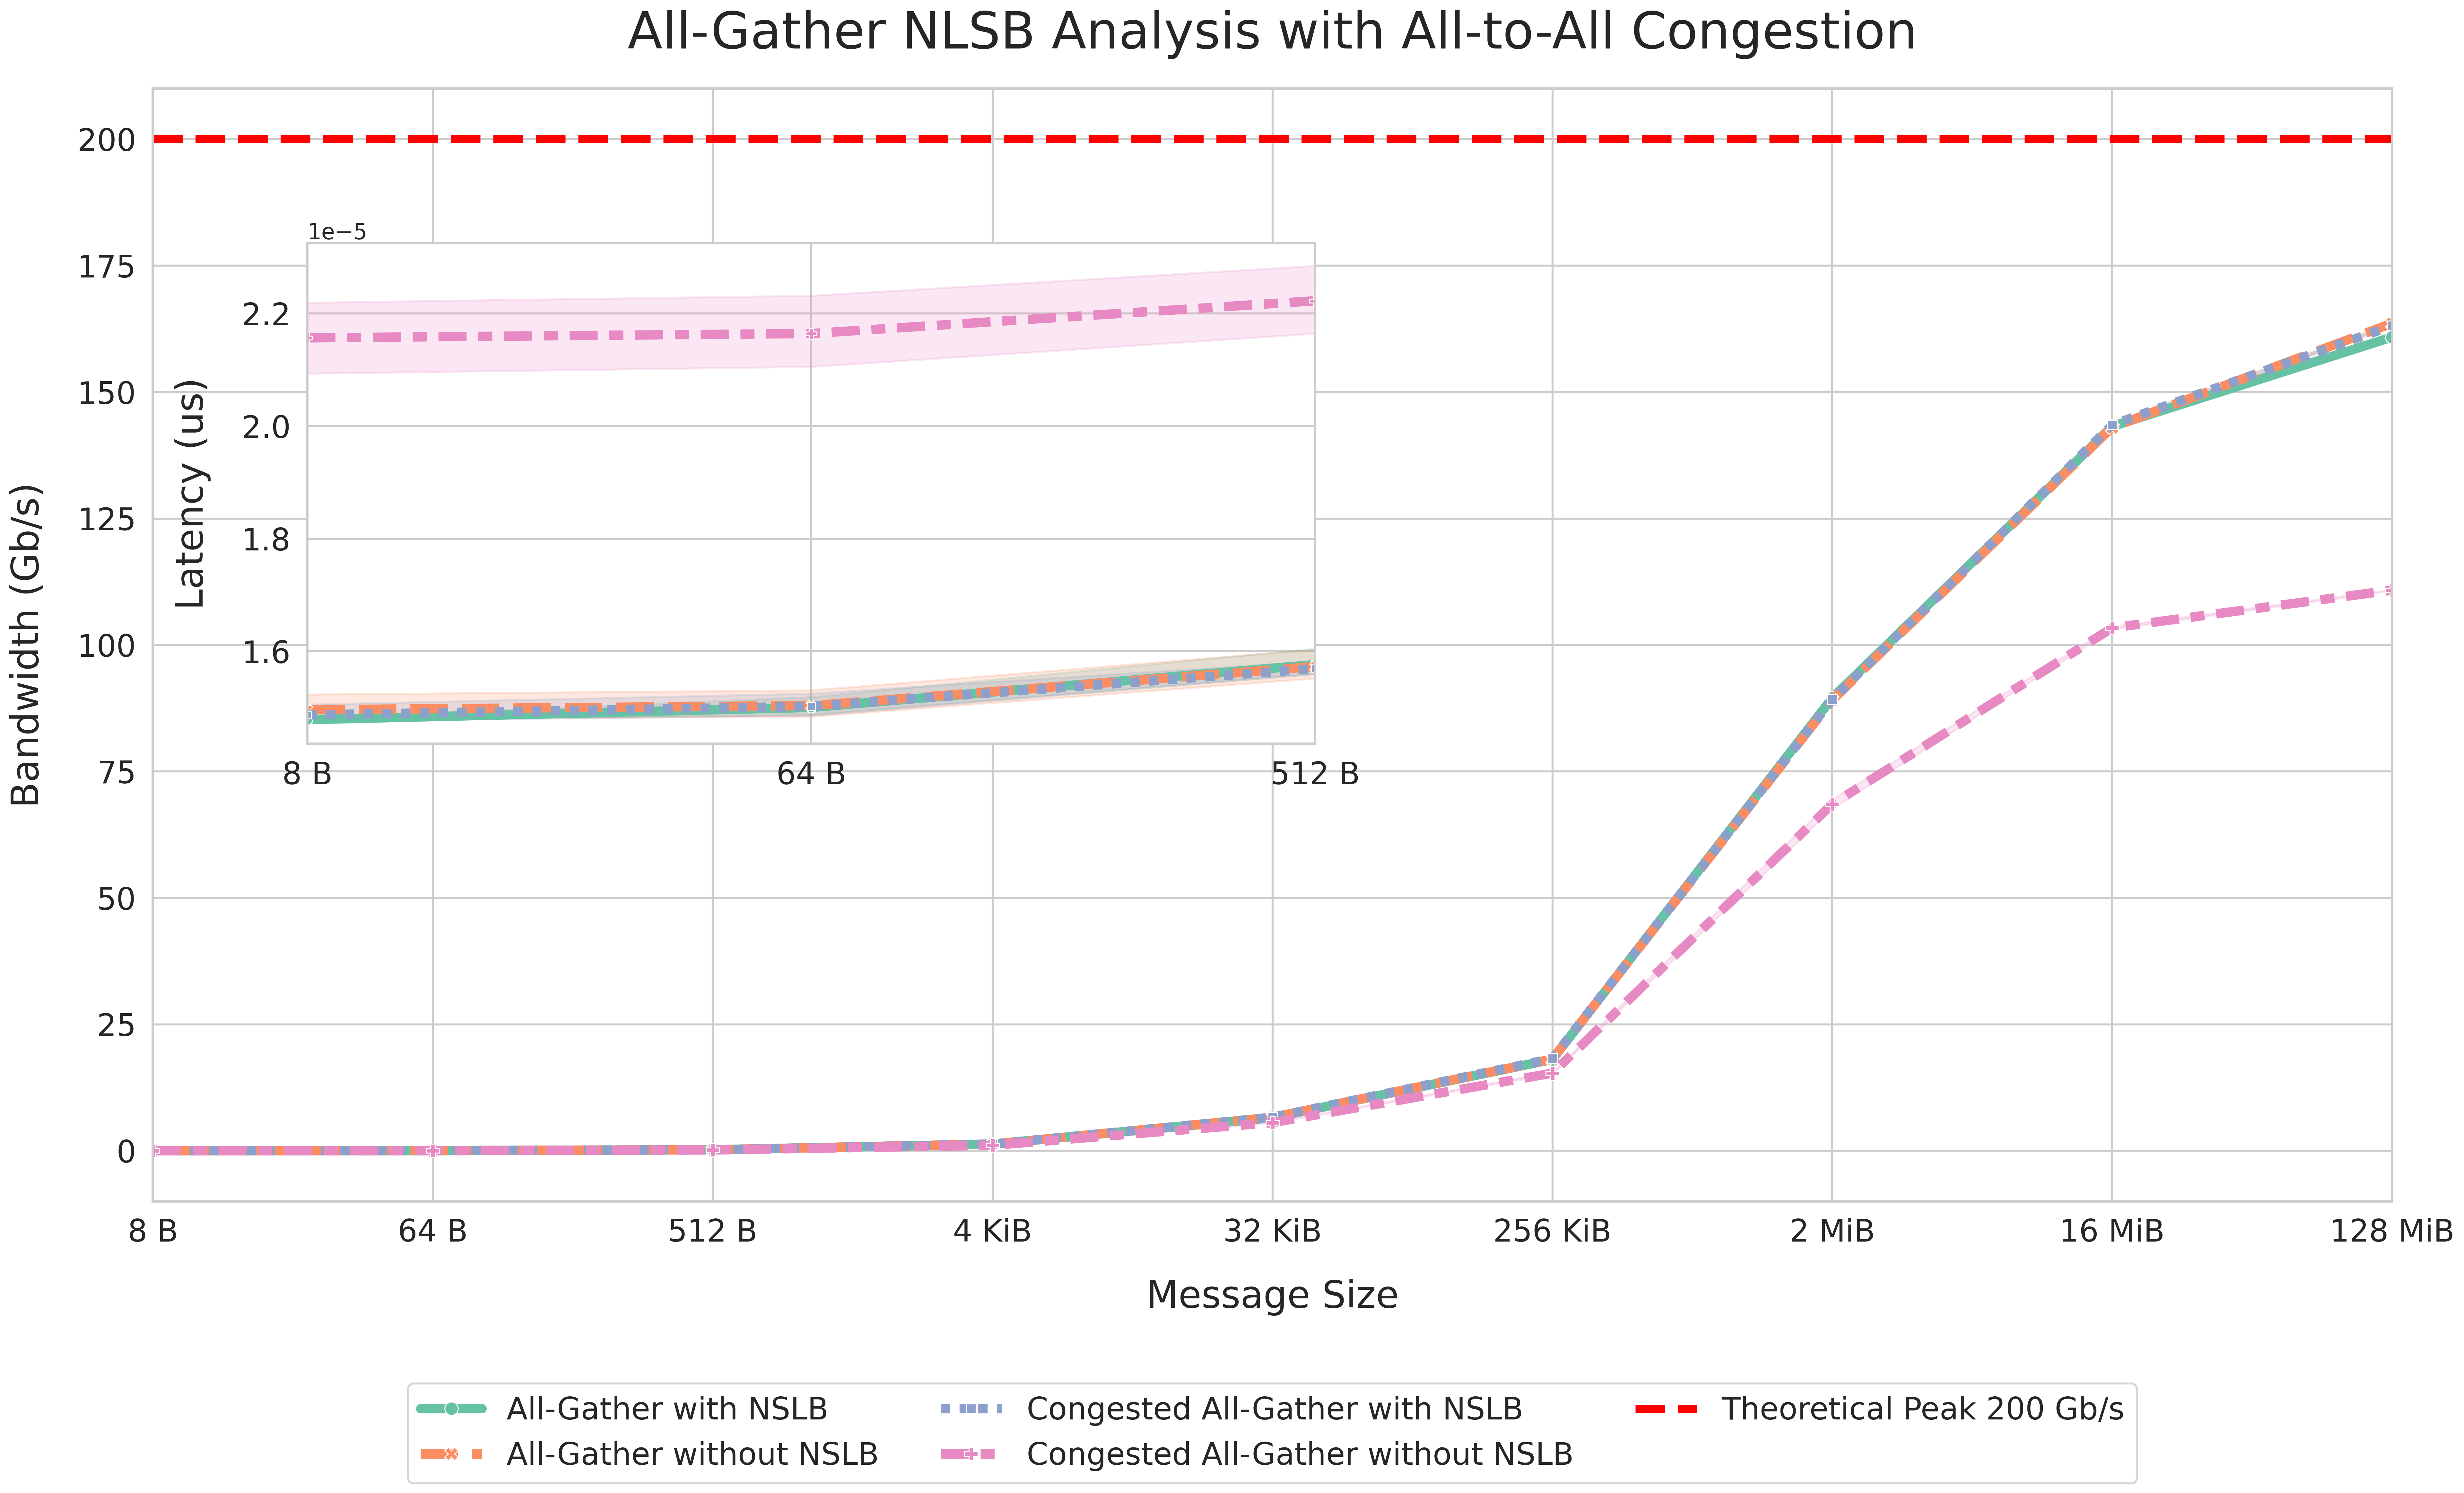 All-Gather NLSB Analysis with All-to-All Congestion
Bandwidth (Gb/s)
200
175
150
125
100
75
50
25
0
1e−5
Latency (us)
2.2
2.0
1.8
1.6
8 B
64 B
512 B
8 B
64 B
512 B
4 KiB
32 KiB
256 KiB
2 MiB
16 MiB
128 MiB
Message Size
All-Gather with NSLB
All-Gather without NSLB
Congested All-Gather with NSLB
Congested All-Gather without NSLB
Theoretical Peak 200 Gb/s